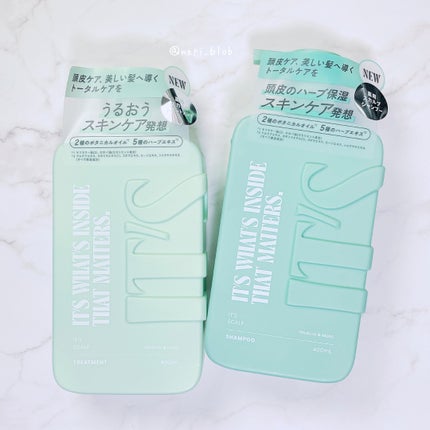 @meri_blob
頭皮ケア、美しい髪へ導く
トータルケアを
NEW
うるおう
スキンケア発想
2種のボタニカルオイル 5種のハーブエキス
IT'S WHAT'S INSIDE
THAT MATTERS.
IT'S
IT'S
SCALP
TREATMENT
頭皮ケア、美しい髪へ導く
トータルケアを
NEW
頭皮のハーブ保湿
スキンケア発想
2種のボタニカルオイル 5種のハーブエキス
IT'S WHAT'S INSIDE
THAT MATTERS.
IT'S
IT'S
SCALP
SHAMPOO
400mL